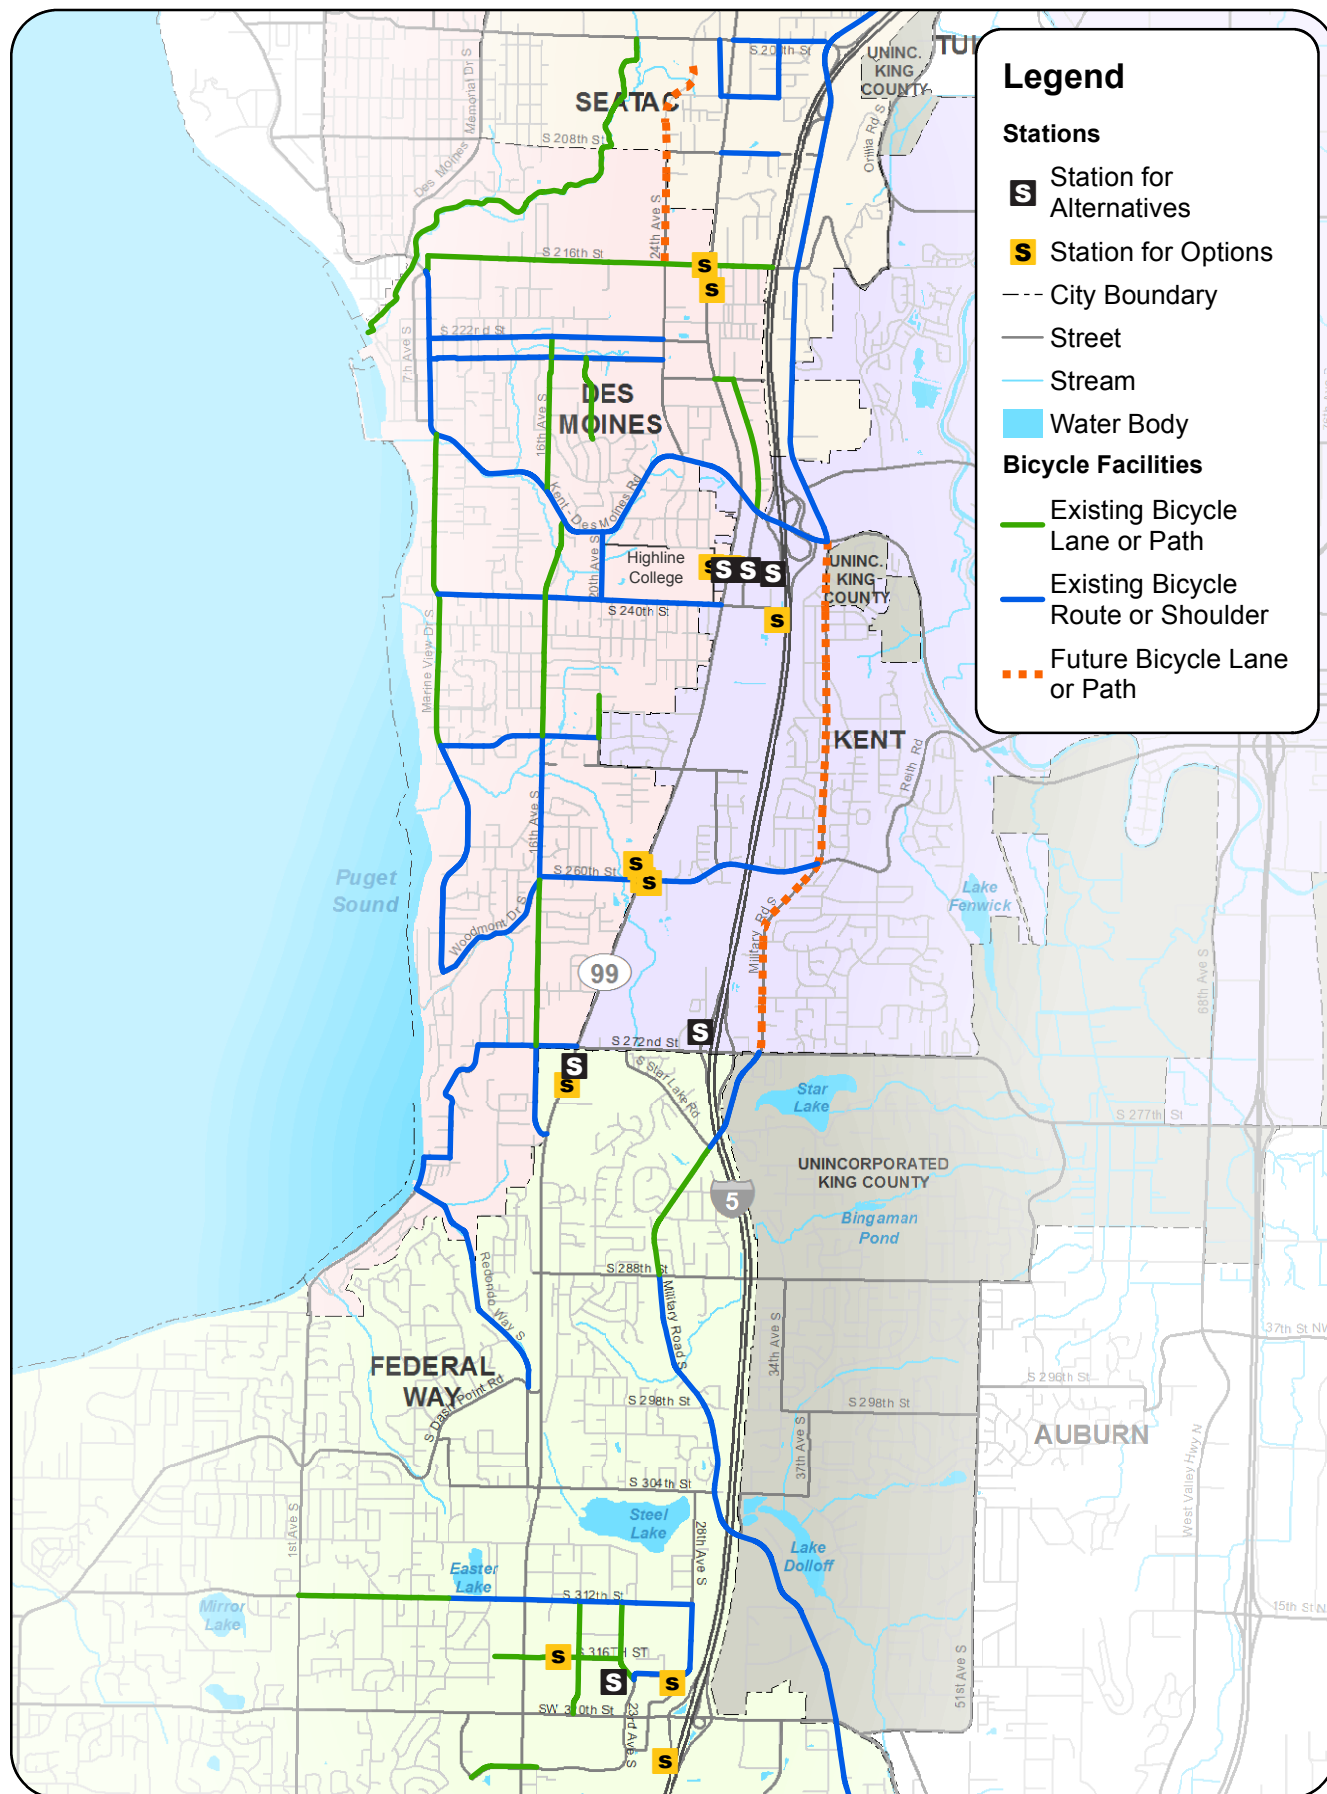 Legend
Stations
S
Station for
Alternatives
S
Station for Options
City Boundary
Street
Stream
Water Body
Bicycle Facilities
Existing Bicycle
Lane or Path
Existing Bicycle
Route or Shoulder
Future Bicycle Lane
or Path
TU
S 200th St
UNINC.
KING
COUNTY
SEATAC
Des Moines Memorial Dr S
S 208th St
Orillia Rd S
24th Ave S
S 216th St
S
S
S 222nd St
7th Ave S
DES
MOINES
16th Ave S
Kent-Des Moines Rd
20th Ave S
Highline
College
S
S
S
S
UNINC.
KING
COUNTY
S 240th St
S
Marine View Dr S
KENT
Reith Rd
16th Ave S
S 260th St
S
S
Puget
Sound
Lake
Fenwick
Woodmont Dr S
Military Rd S
99
68th Ave S
S 272nd St
S
S
S
S Star Lake Rd
Star
Lake
S 277th St
UNINCORPORATED
KING COUNTY
5
Bingaman
Pond
S 288th St
Redondo Way S
Military Road S
34th Ave S
37th St NW
FEDERAL
WAY
S Dash Point Rd
S 296th St
S 298th St
S 298th St
AUBURN
37th Ave S
West Valley Hwy N
S 304th St
1st Ave S
Steel
Lake
28th Ave S
Lake
Dolloff
Easter
Lake
S 312th St
Mirror
Lake
15th St N
S
S 316TH ST
S
S
51st Ave S
SW 320th St
23rd Ave S
S